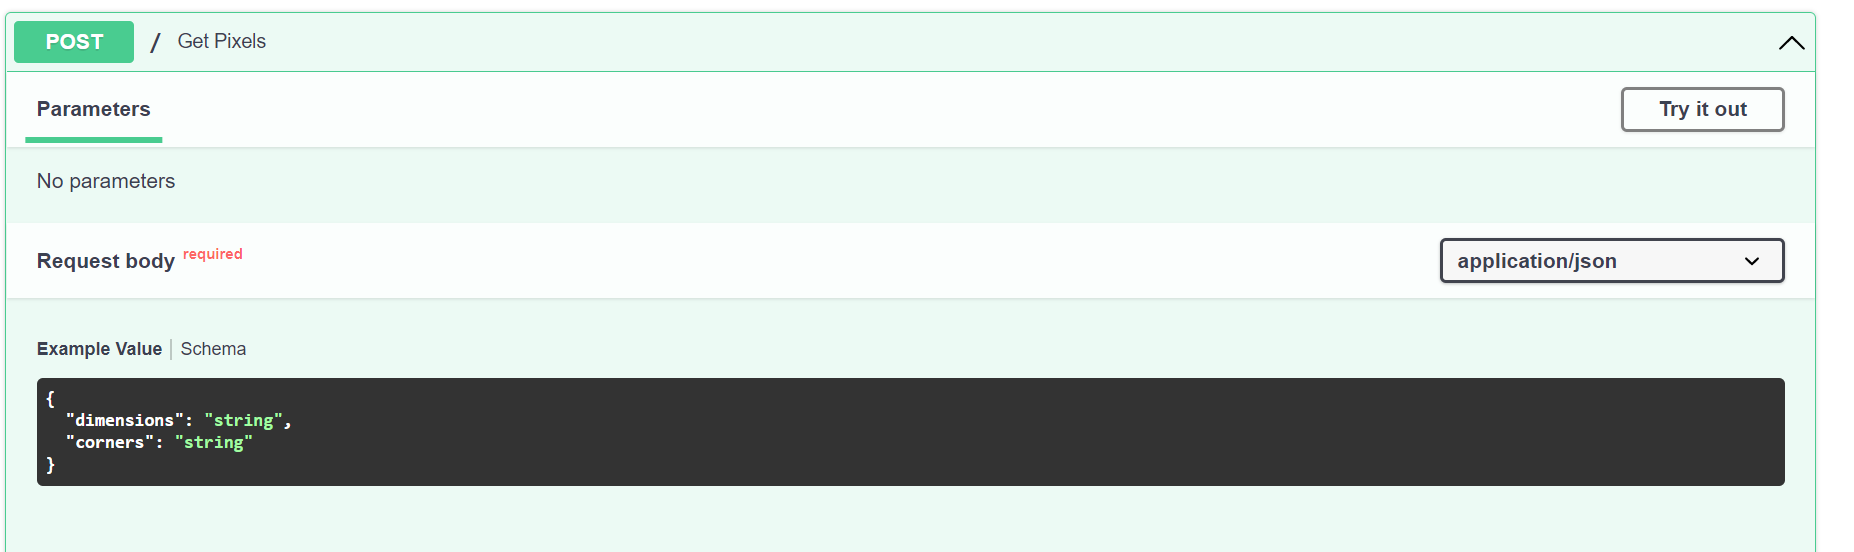 POST / Get Pixels
Parameters
Try it out
No parameters
Request body required
application/json
Example Value | Schema
{
  "dimensions": "string",
  "corners": "string"
}